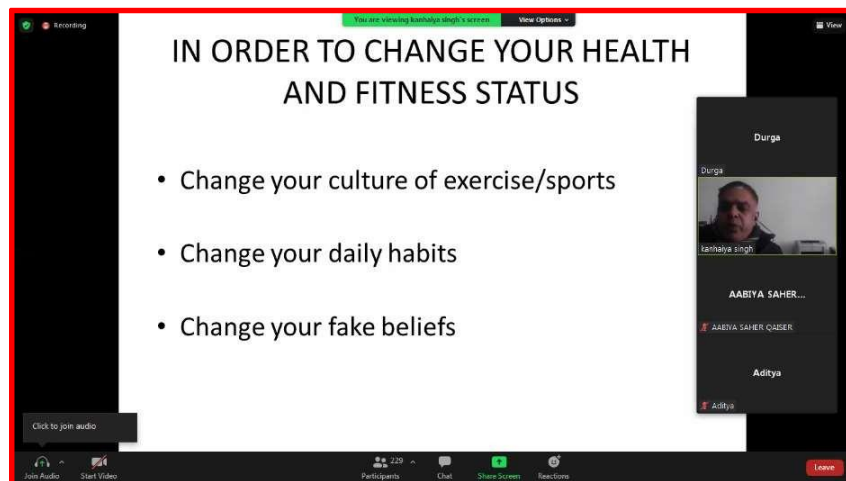 Recording
You are viewing kanhaiya singh's screen
View Options
View
IN ORDER TO CHANGE YOUR HEALTH
AND FITNESS STATUS
• Change your culture of exercise/sports
• Change your daily habits
• Change your fake beliefs
Durga
Durga
kanhaiya singh
AABIYA SAHER...
AABIYA SAHER QAISER
Aditya
Aditya
Click to join audio
Join Audio
Start Video
229
Participants
Chat
Share Screen
Reactions
Leave